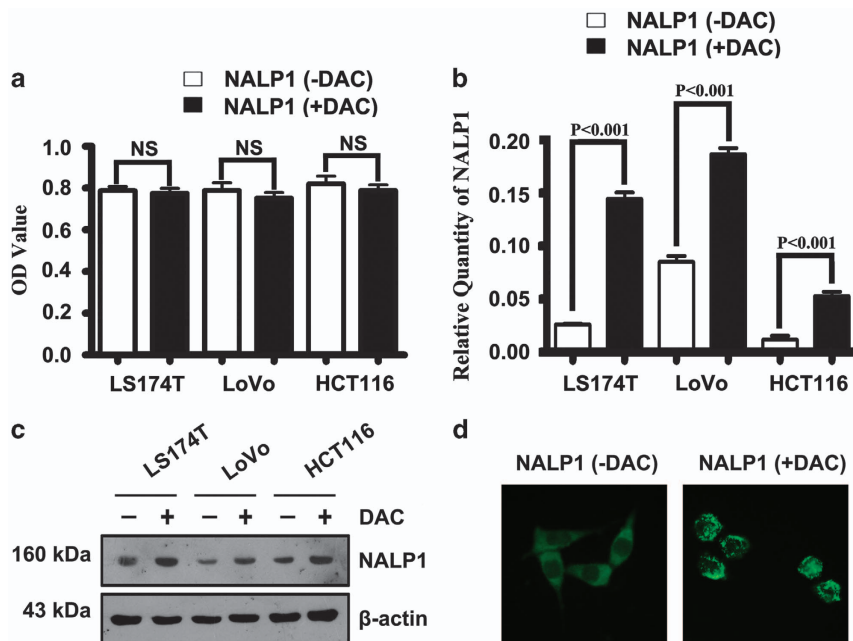 a
NALP1 (-DAC)
NALP1 (+DAC)
OD Value
1.0
0.8
0.6
0.4
0.2
0.0
NS
NS
NS
LS174T
LoVo
HCT116
b
NALP1 (-DAC)
NALP1 (+DAC)
Relative Quantity of NALP1
0.20
0.15
0.10
0.05
0.00
P<0.001
P<0.001
P<0.001
LS174T
LoVo
HCT116
c
LS174T
LoVo
HCT116
– + – + – + DAC
160 kDa NALP1
43 kDa β-actin
d
NALP1 (-DAC)
NALP1 (+DAC)